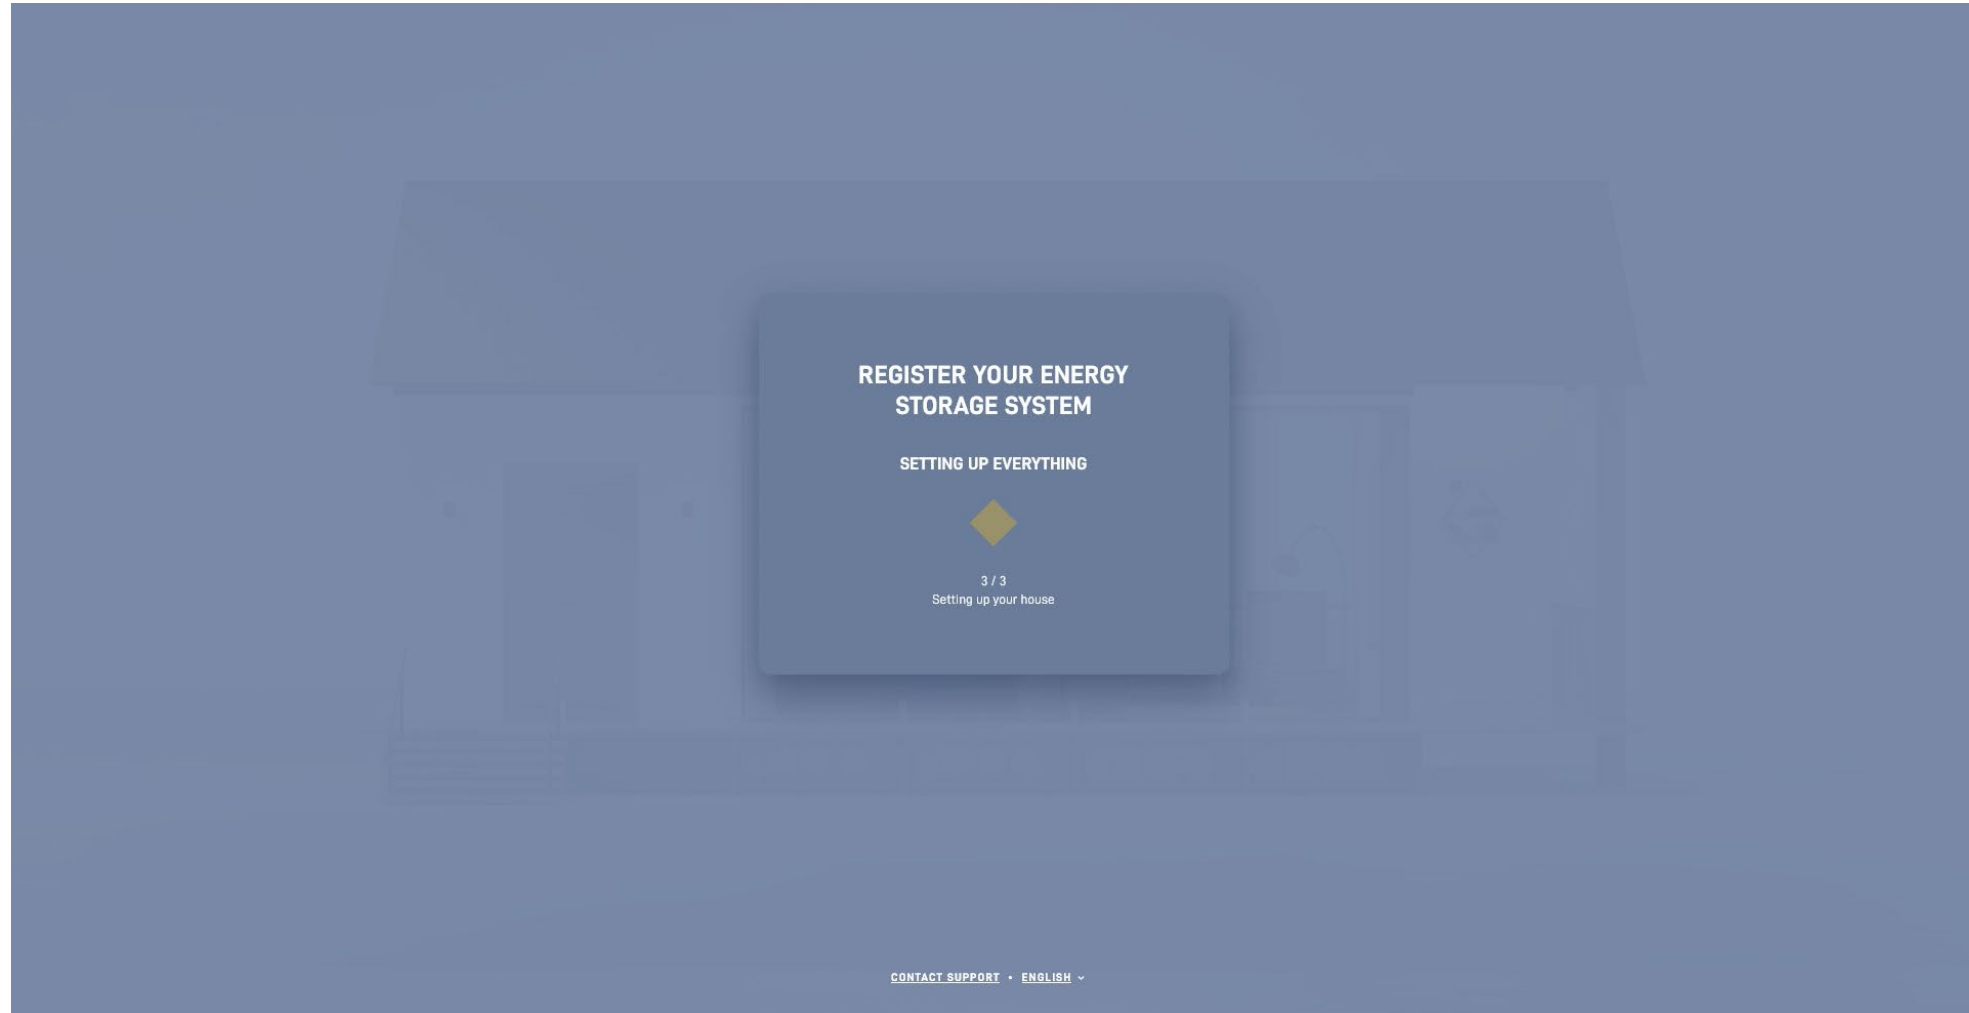 REGISTER YOUR ENERGY
STORAGE SYSTEM
SETTING UP EVERYTHING
3 / 3
Setting up your house
CONTACT SUPPORT • ENGLISH